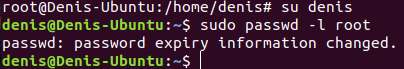 root@Denis-Ubuntu:/home/denis# su denis
denis@Denis-Ubuntu:~$ sudo passwd -l root
passwd: password expiry information changed.
denis@Denis-Ubuntu:~$